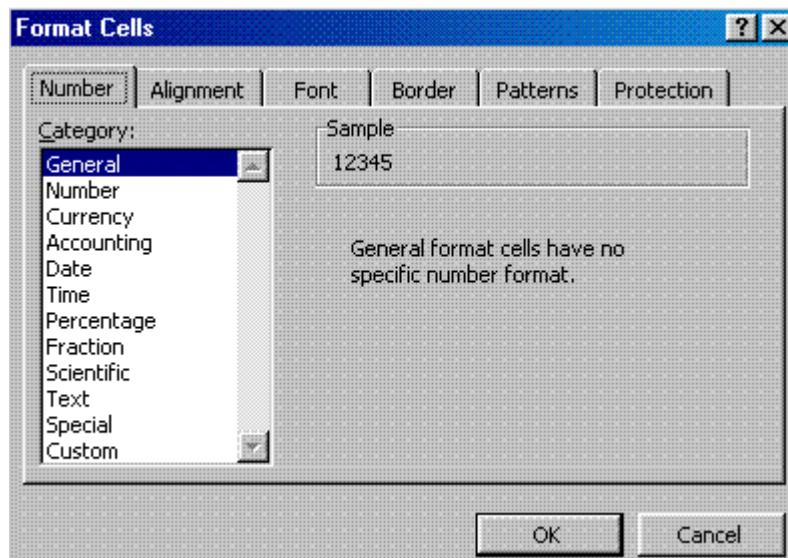 Format Cells
Number Alignment Font Border Patterns Protection
Category:
General
Number
Currency
Accounting
Date
Time
Percentage
Fraction
Scientific
Text
Special
Custom
Sample
12345
General format cells have no
specific number format.
OK Cancel